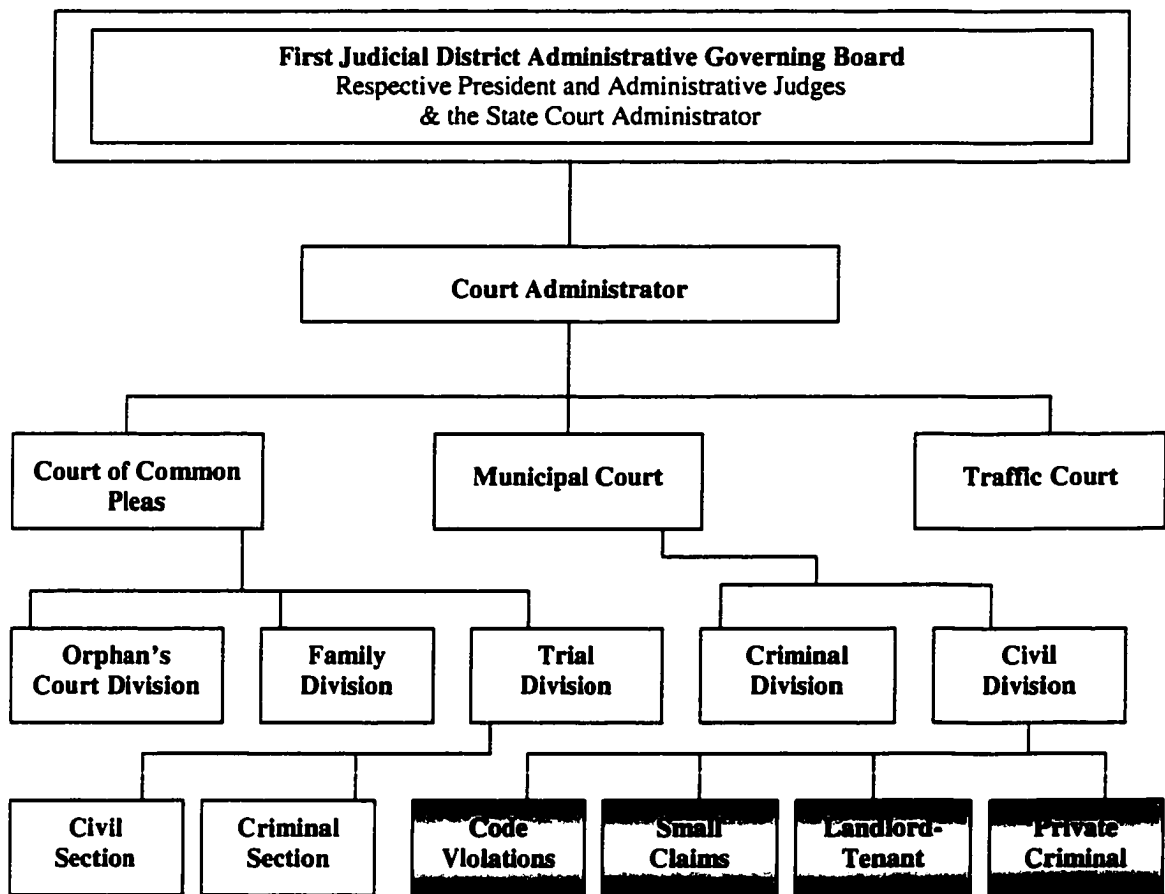 First Judicial District Administrative Governing Board
Respective President and Administrative Judges
& the State Court Administrator
Court Administrator
Court of Common
Pleas
Municipal Court
Traffic Court
Orphan's
Court Division
Family
Division
Trial
Division
Criminal
Division
Civil
Division
Civil
Section
Criminal
Section
Code
Violations
Small
Claims
Landlord-
Tenant
Private
Criminal